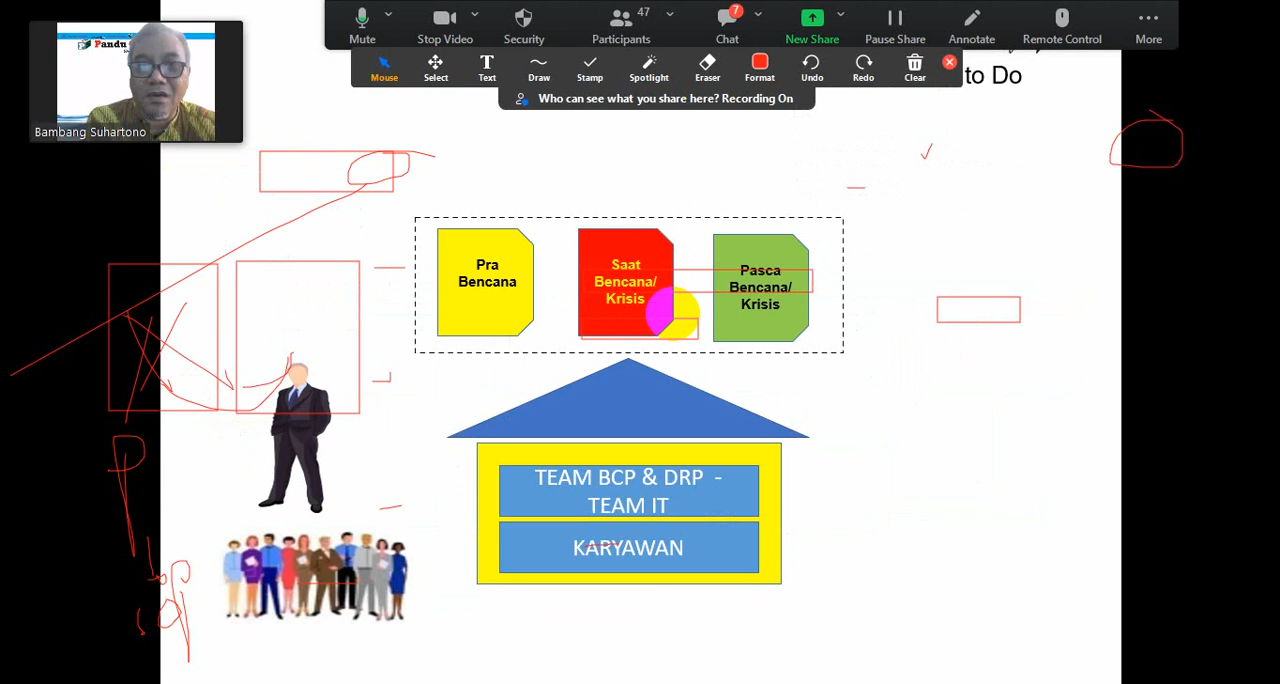 47
7
Mute
Stop Video
Security
Participants
Chat
New Share
Pause Share
Annotate
Remote Control
More
Mouse
Select
Text
Draw
Stamp
Spotlight
Eraser
Format
Undo
Redo
Clear
to Do
Who can see what you share here? Recording On
Pandu
Bambang Suhartono
Pra
Bencana
Saat
Bencana/
Krisis
Pasca
Bencana/
Krisis
TEAM BCP & DRP -
TEAM IT
KARYAWAN